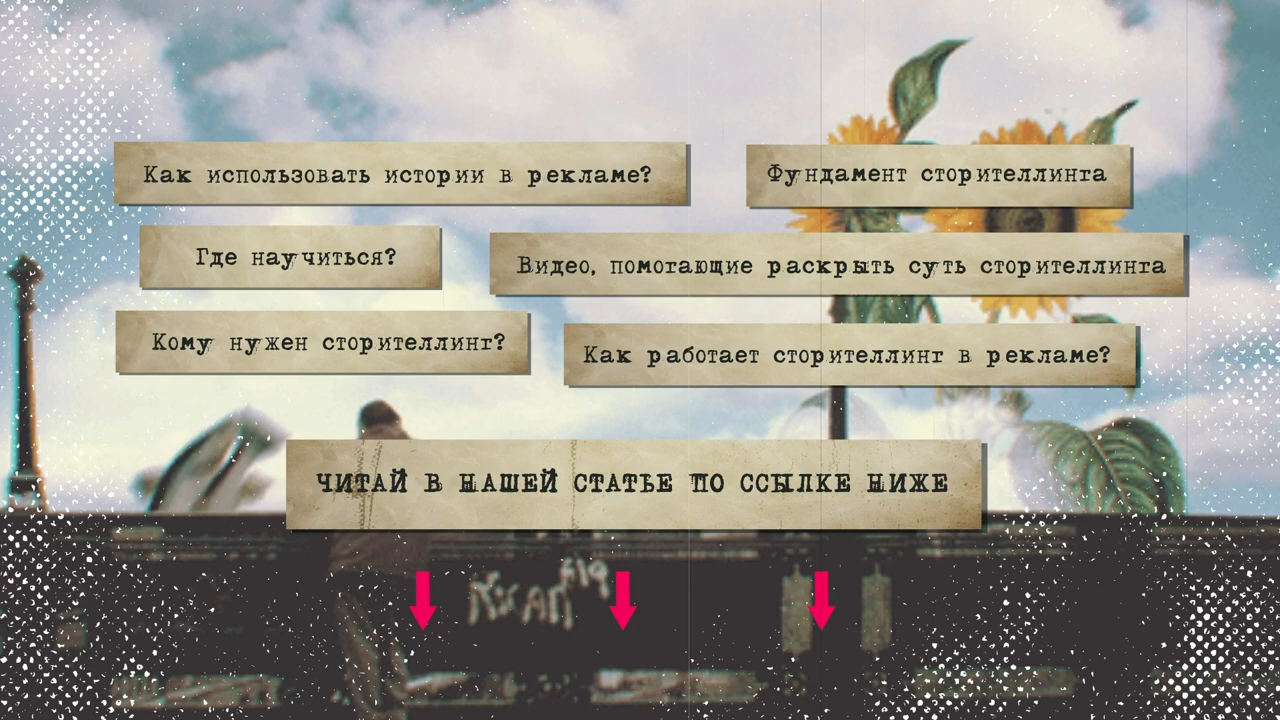 Как использовать истории в рекламе?
Фундамент сторителлинга
Где научиться?
Видео, помогающие раскрыть суть сторителлинга
Кому нужен сторителлинг?
Как работает сторителлинг в рекламе?
ЧИТАЙ В НАШЕЙ СТАТЬЕ ПО ССЫЛКЕ НИЖЕ